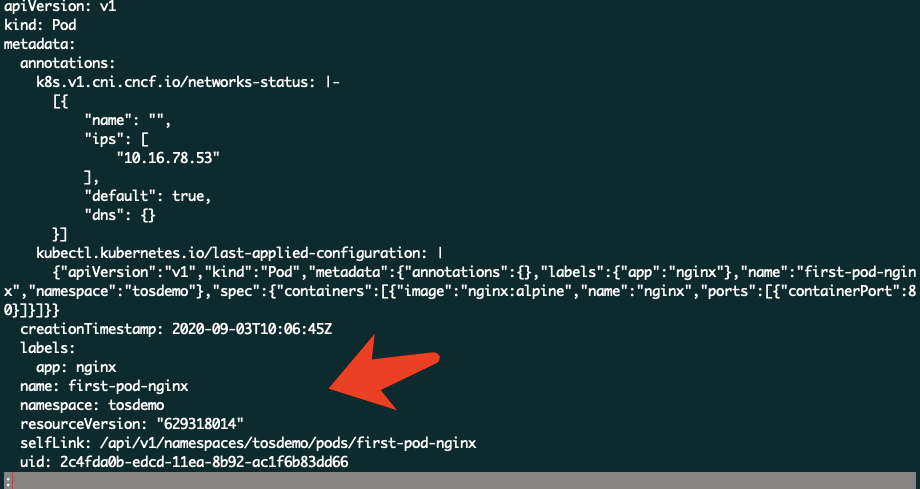 apiVersion: v1
kind: Pod
metadata:
  annotations:
    k8s.v1.cni.cncf.io/networks-status: |-
      [{
          "name": "",
          "ips": [
              "10.16.78.53"
          ],
          "default": true,
          "dns": {}
      }]
    kubectl.kubernetes.io/last-applied-configuration: |
      {"apiVersion":"v1","kind":"Pod","metadata":{"annotations":{},"labels":{"app":"nginx"},"name":"first-pod-ngin
x","namespace":"tosdemo"},"spec":{"containers":[{"image":"nginx:alpine","name":"nginx","ports":[{"containerPort":8
0}]}]}}
  creationTimestamp: 2020-09-03T10:06:45Z
  labels:
    app: nginx
  name: first-pod-nginx
  namespace: tosdemo
  resourceVersion: "629318014"
  selfLink: /api/v1/namespaces/tosdemo/pods/first-pod-nginx
  uid: 2c4fda0b-edcd-11ea-8b92-ac1f6b83dd66
: